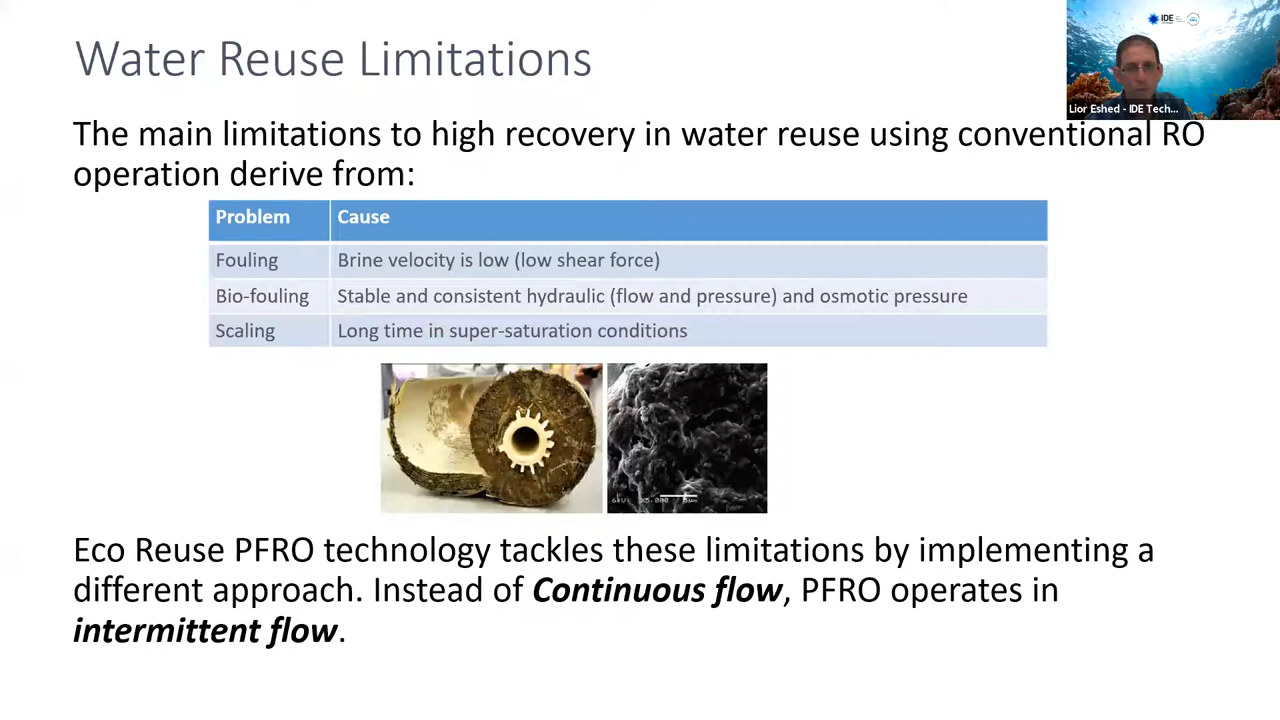 Water Reuse Limitations
IDE
Lior Eshed - IDE Tech...
The main limitations to high recovery in water reuse using conventional RO
operation derive from:
Problem Cause
Fouling Brine velocity is low (low shear force)
Bio-fouling Stable and consistent hydraulic (flow and pressure) and osmotic pressure
Scaling Long time in super-saturation conditions
X5,000 5µm
Eco Reuse PFRO technology tackles these limitations by implementing a
different approach. Instead of Continuous flow, PFRO operates in
intermittent flow.